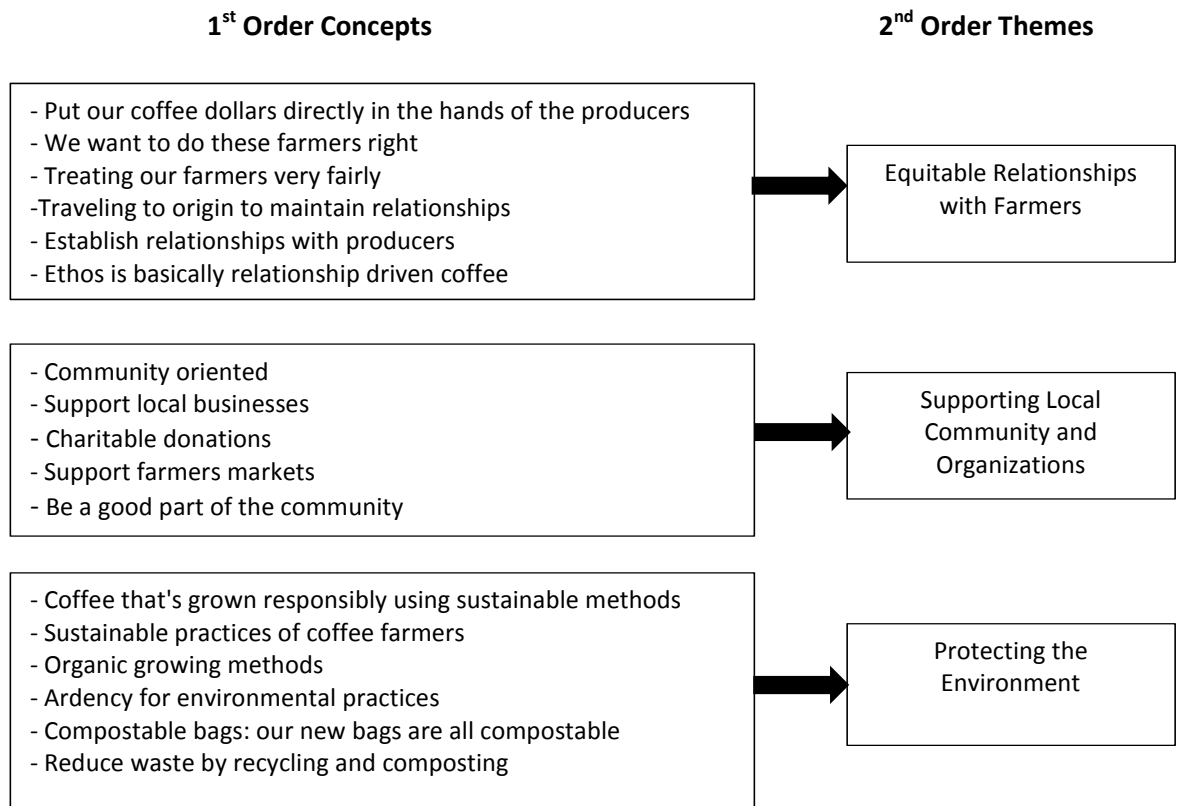 1st Order Concepts
2nd Order Themes
- Put our coffee dollars directly in the hands of the producers
- We want to do these farmers right
- Treating our farmers very fairly
-Traveling to origin to maintain relationships
- Establish relationships with producers
- Ethos is basically relationship driven coffee
Equitable Relationships
with Farmers
- Community oriented
- Support local businesses
- Charitable donations
- Support farmers markets
- Be a good part of the community
Supporting Local
Community and
Organizations
- Coffee that's grown responsibly using sustainable methods
- Sustainable practices of coffee farmers
- Organic growing methods
- Ardency for environmental practices
- Compostable bags: our new bags are all compostable
- Reduce waste by recycling and composting
Protecting the
Environment